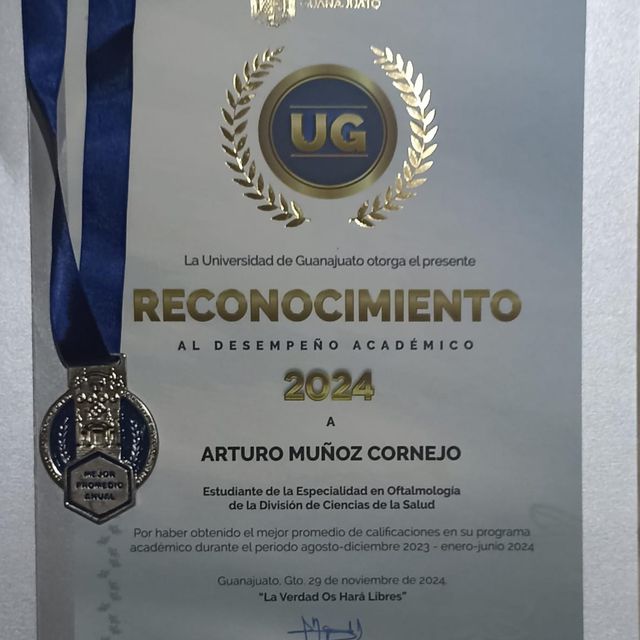 GUANAJUATO
UG
La Universidad de Guanajuato otorga el presente
RECONOCIMIENTO
AL DESEMPEÑO ACADÉMICO
2024
A
ARTURO MUÑOZ CORNEJO
Estudiante de la Especialidad en Oftalmología
de la División de Ciencias de la Salud
Por haber obtenido el mejor promedio de calificaciones en su programa
académico durante el periodo agosto-diciembre 2023 - enero-junio 2024
Guanajuato, Gto. 29 de noviembre de 2024.
"La Verdad Os Hará Libres"
MEJOR
PROMEDIO
ANUAL